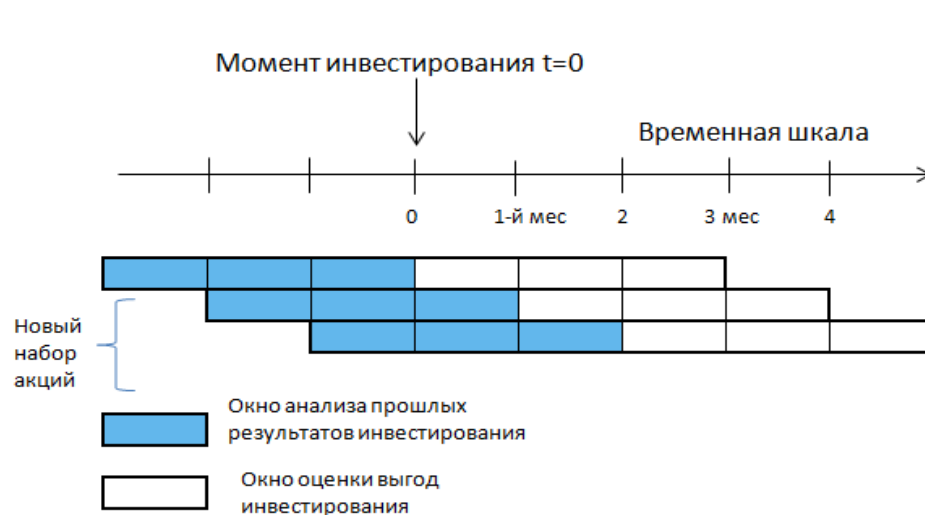 Момент инвестирования t=0
Временная шкала
0 1-й мес 2 3 мес 4
Новый
набор
акций
Окно анализа прошлых
результатов инвестирования
Окно оценки выгод
инвестирования